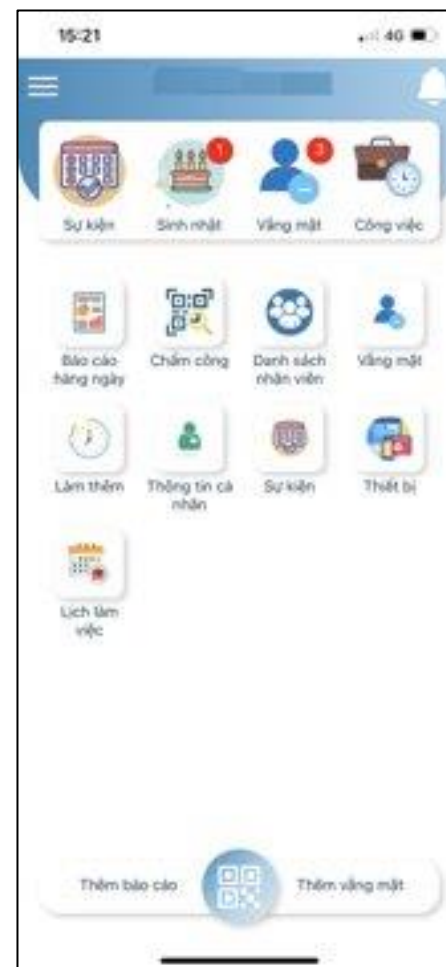 15:21 4G
1 3
Sự kiện Sinh nhật Vắng mặt Công việc
Báo cáo Chấm công Danh sách Vắng mặt
hàng ngày nhân viên
Làm thêm Thông tin cá Sự kiện Thiết bị
nhân
Lịch làm
việc
Thêm báo cáo Thêm vắng mặt